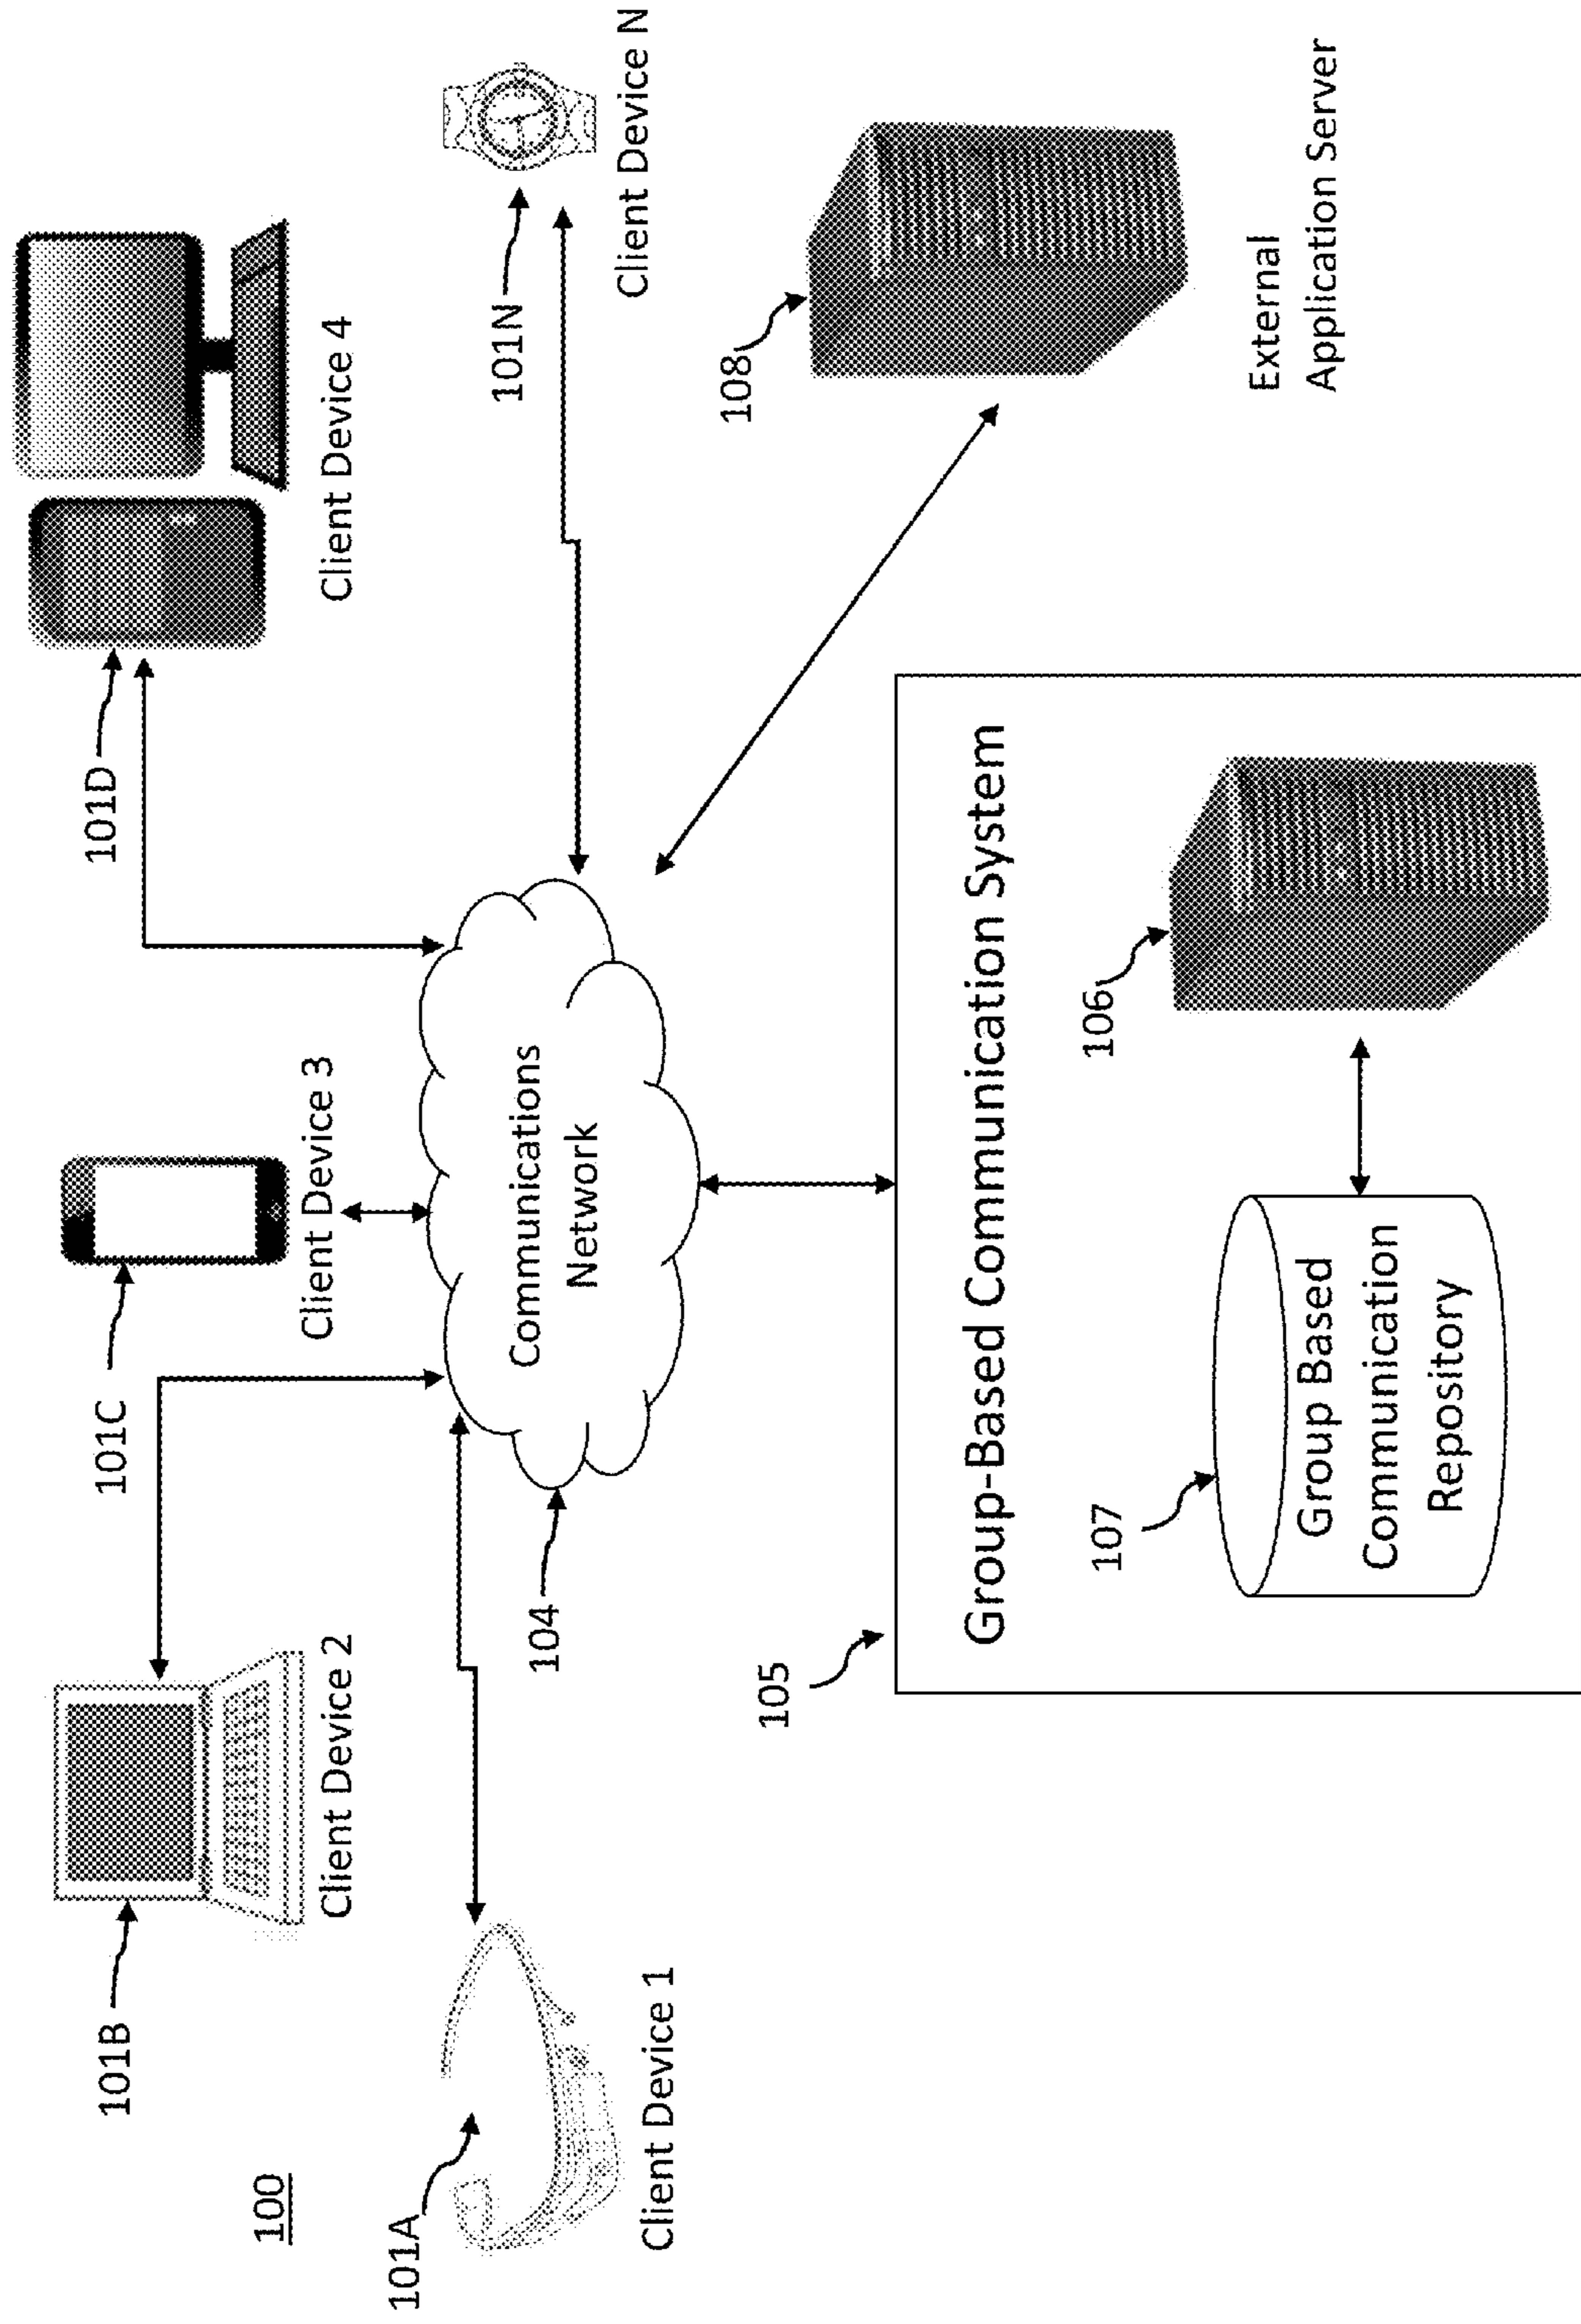 100
101A
Client Device 1
101B
Client Device 2
101C
Client Device 3
101D
Client Device 4
101N
Client Device N
104
Communications
Network
108
External
Application Server
105
Group-Based Communication System
107
Group Based
Communication
Repository
106